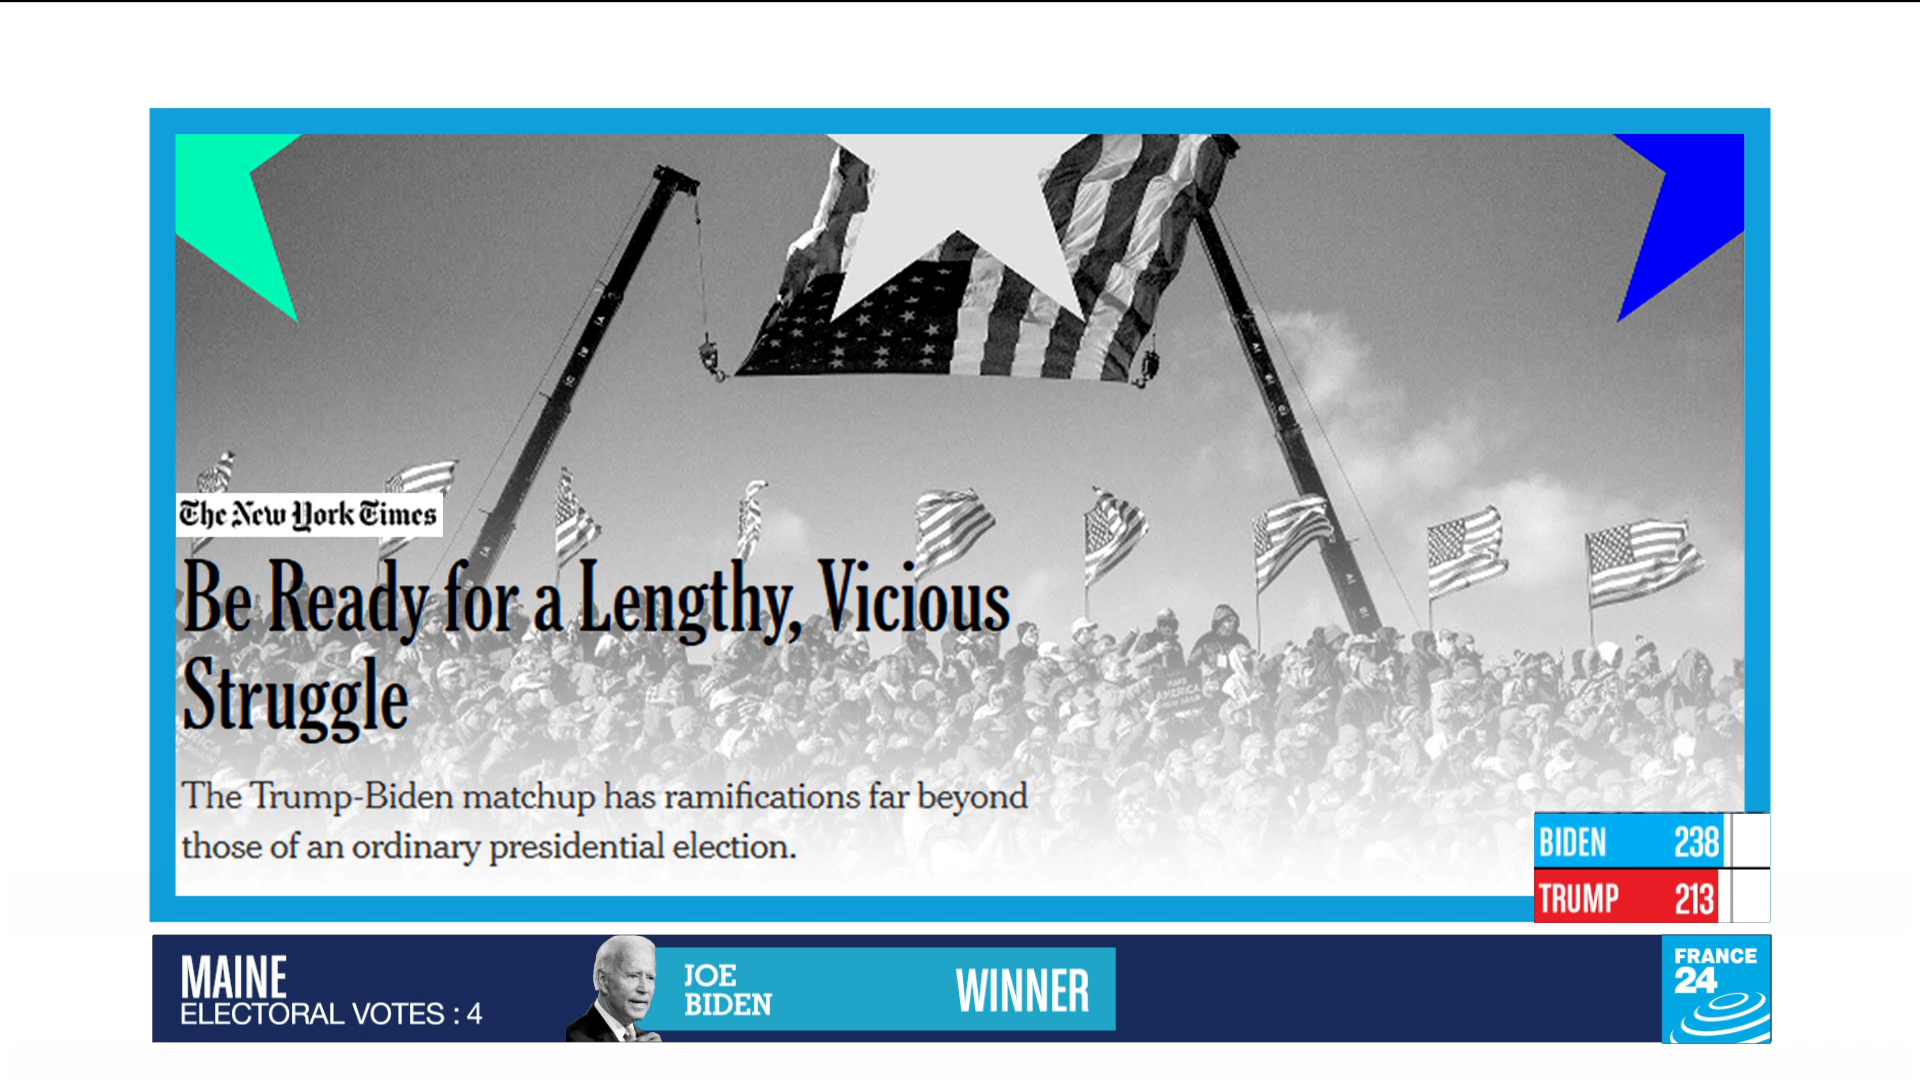 The New York Times
Be Ready for a Lengthy, Vicious
Struggle
The Trump-Biden matchup has ramifications far beyond
those of an ordinary presidential election.
BIDEN 238
TRUMP 213
MAINE
ELECTORAL VOTES : 4
JOE
BIDEN
WINNER
FRANCE
24